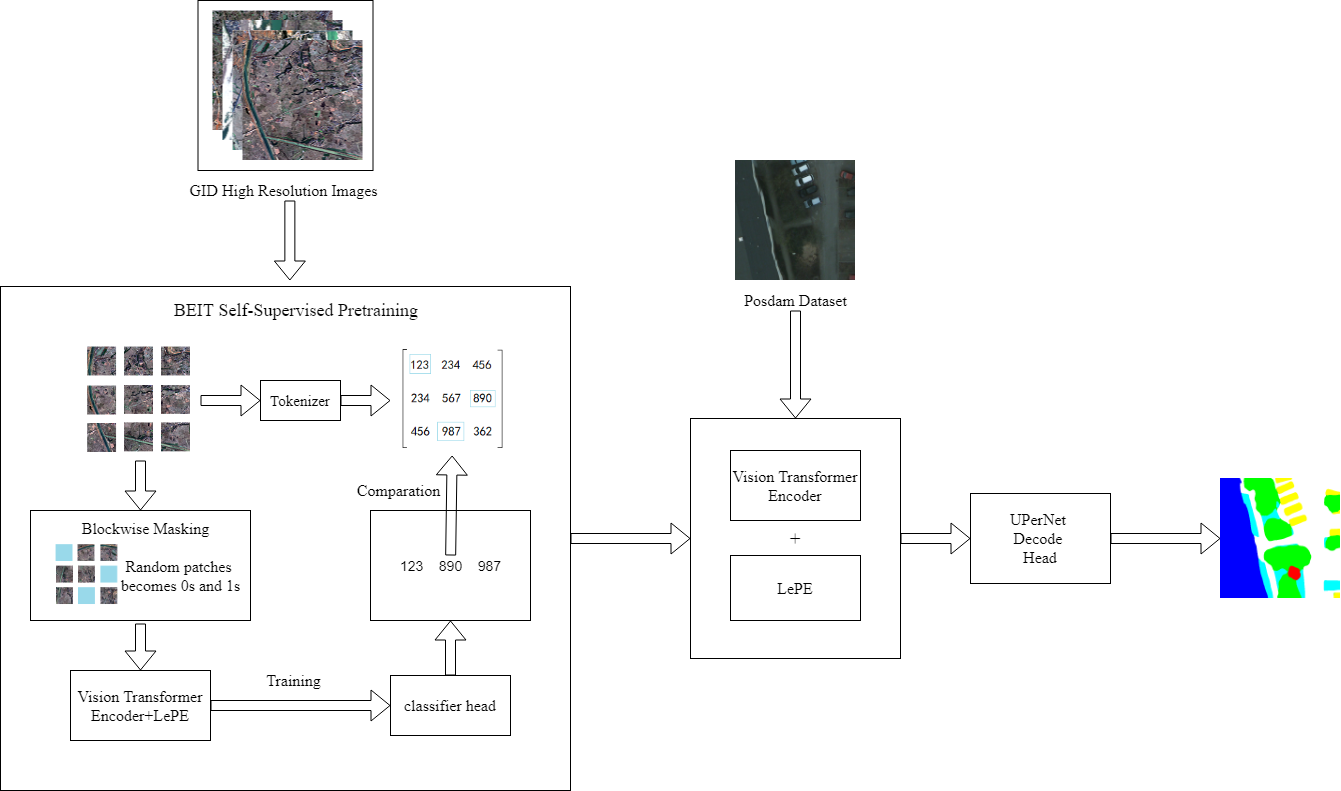 GID High Resolution Images
BEIT Self-Supervised Pretraining
Tokenizer
123 234 456
234 567 890
456 987 362
Comparation
Blockwise Masking
Random patches
becomes 0s and 1s
123 890 987
Vision Transformer
Encoder+LePE
Training
classifier head
Posdam Dataset
Vision Transformer
Encoder
+
LePE
UPerNet
Decode
Head